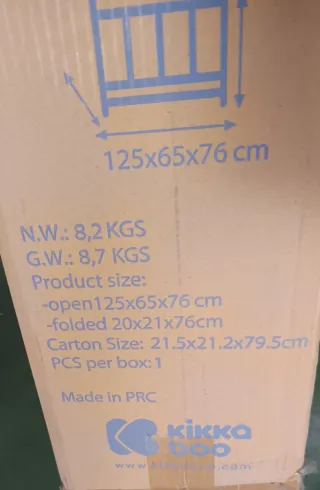 125x65x76 cm
N.W.: 8,2 KGS
G.W.: 8,7 KGS
Product size:
-open125x65x76 cm
-folded 20x21x76cm
Carton Size: 21.5x21.2x79.5cm
PCS per box: 1
Made in PRC
KiKKa
boo